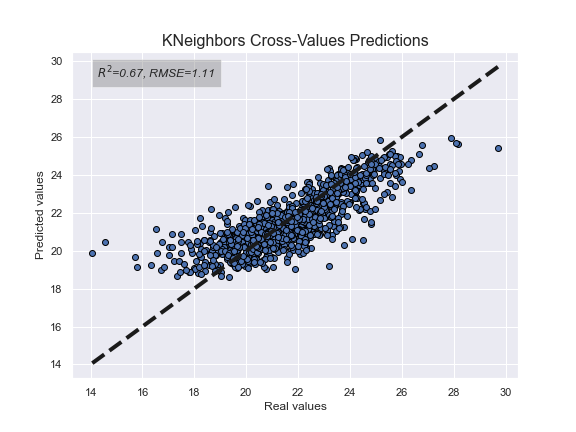 KNeighbors Cross-Values Predictions
R²=0.67, RMSE=1.11
30
28
26
24
22
20
18
16
14
Predicted values
14 16 18 20 22 24 26 28 30
Real values